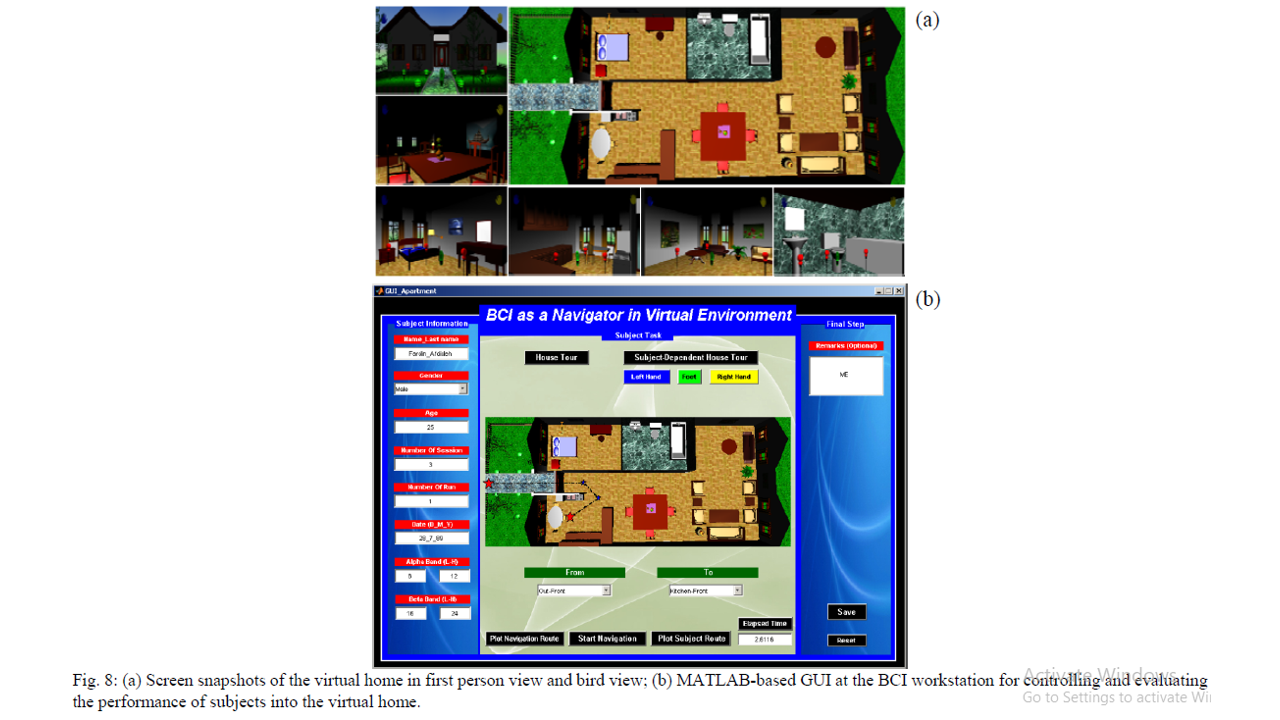 (a)
(b)
GUI_Apartment
BCI as a Navigator in Virtual Environment
Subject Information
Subject Task
Final Step
Name_Last name
House Tour
Subject-Dependent House Tour
Remarks (Optional)
Left Hand
Foot
Right Hand
ME
Gender
Male
Age
25
Number Of Session
3
Number Of Run
1
Date (D_M_Y)
28_7_89
Alpha Band (L-H)
8
12
Beta Band (L-H)
16
24
From
To
Out-Front
Kitchen-Front
Save
Elapsed Time
2.6116
Plot Navigation Route
Start Navigation
Plot Subject Route
Reset
Fig. 8: (a) Screen snapshots of the virtual home in first person view and bird view; (b) MATLAB-based GUI at the BCI workstation for controlling and evaluating
the performance of subjects into the virtual home.
Activate Windows
Go to Settings to activate Wi